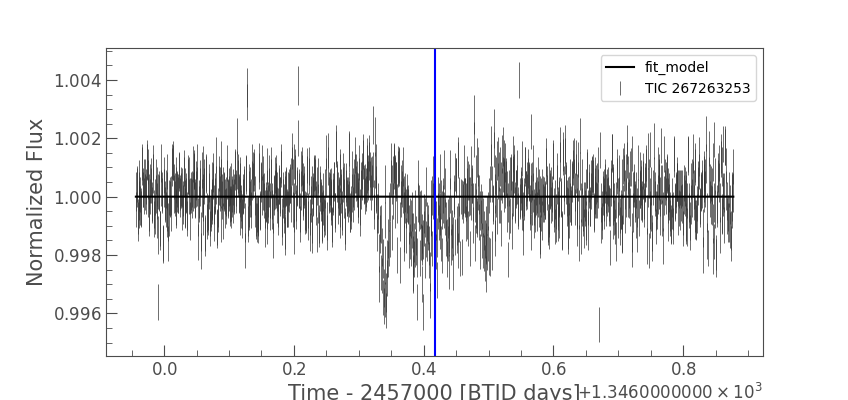 Normalized Flux
1.004
1.002
1.000
0.998
0.996
fit_model
TIC 267263253
0.0 0.2 0.4 0.6 0.8
Time - 2457000 [BTJD days]
+1.3460000000 × 10³